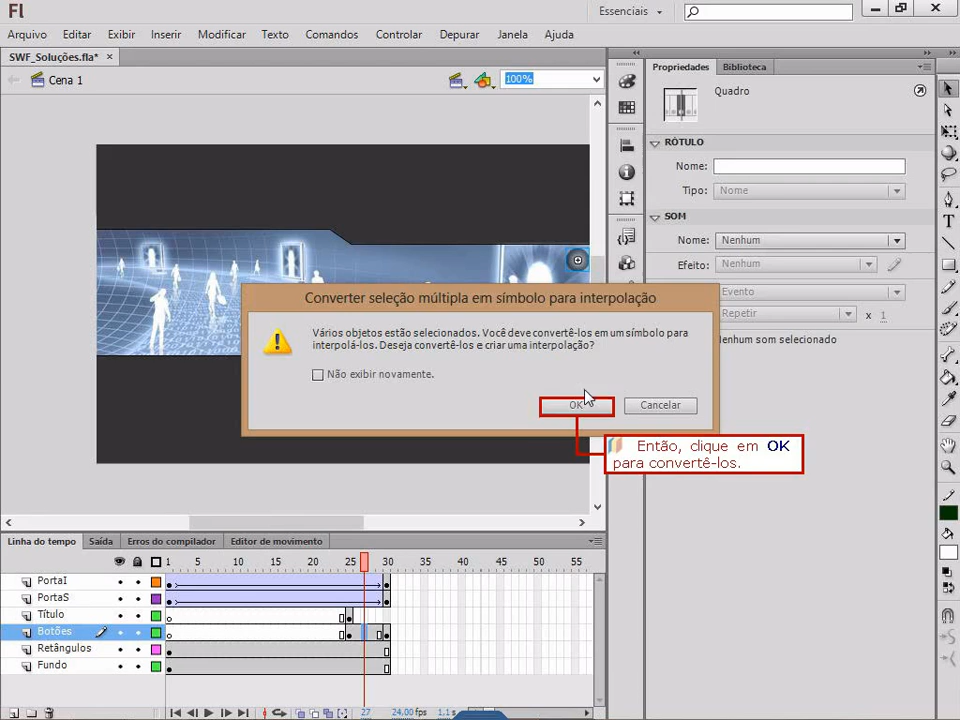 Fl
Essenciais
Arquivo Editar Exibir Inserir Modificar Texto Comandos Controlar Depurar Janela Ajuda
SWF_Soluções.fla* ×
Cena 1
100%
Propriedades Biblioteca
Quadro
RÓTULO
Nome:
Tipo: Nome
SOM
Nome: Nenhum
Efeito: Nenhum
Evento
Repetir x 1
Nenhum som selecionado
Converter seleção múltipla em símbolo para interpolação
Vários objetos estão selecionados. Você deve convertê-los em um símbolo para
interpolá-los. Deseja convertê-los e criar uma interpolação?
Não exibir novamente.
OK Cancelar
Então, clique em OK
para convertê-los.
Linha do tempo Saída Erros do compilador Editor de movimento
1 5 10 15 20 25 30 35 40 45 50 55
PortaI
PortaS
Título
Botões
Retângulos
Fundo
27 24.00 fps 1.1 s
T